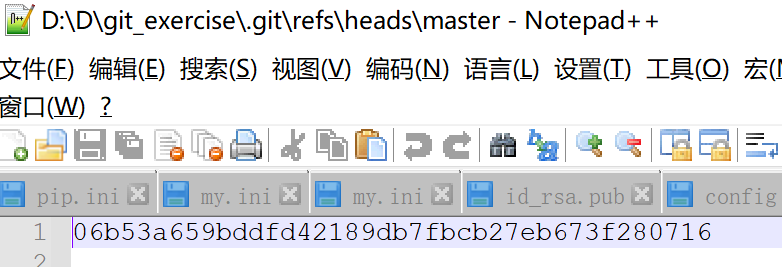 D:\D\git_exercise\.git\refs\heads\master - Notepad++
文件(F) 编辑(E) 搜索(S) 视图(V) 编码(N) 语言(L) 设置(T) 工具(O) 宏(
窗口(W) ?
pip.ini my.ini my.ini id_rsa.pub config
1 06b53a659bddfd42189db7fbcb27eb673f280716
2